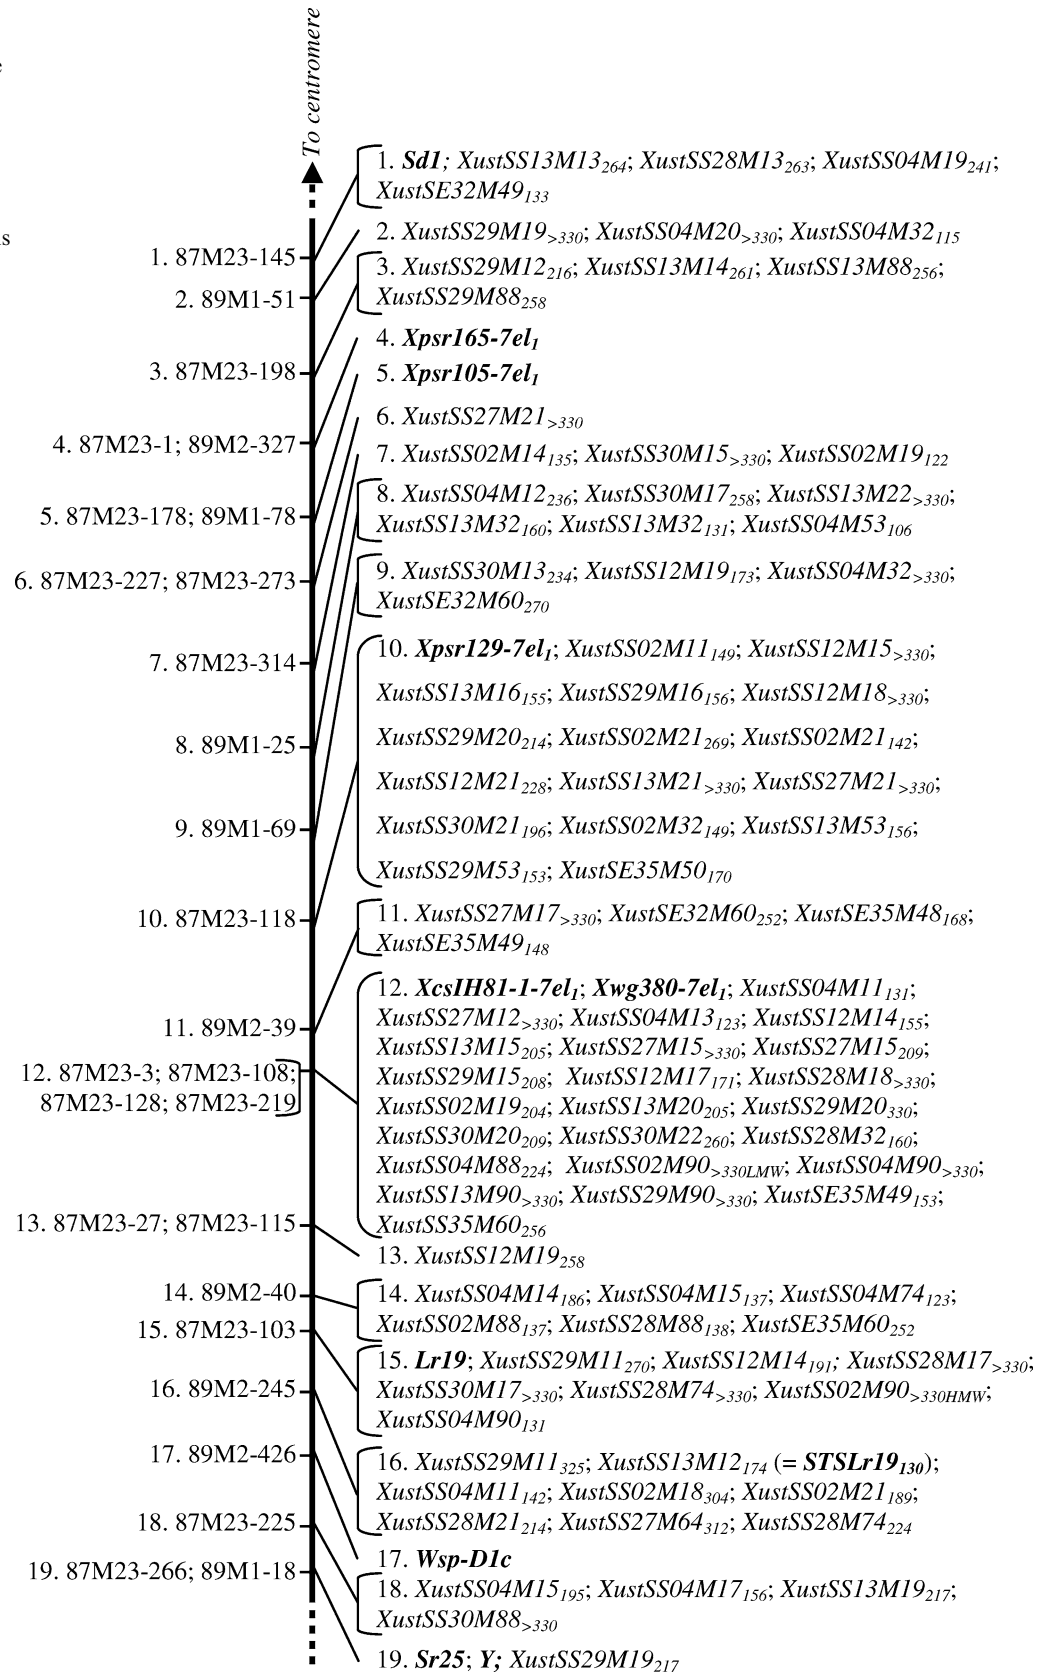 e
ls
To centromere
1. 87M23-145
2. 89M1-51
3. 87M23-198
4. 87M23-1; 89M2-327
5. 87M23-178; 89M1-78
6. 87M23-227; 87M23-273
7. 87M23-314
8. 89M1-25
9. 89M1-69
10. 87M23-118
11. 89M2-39
12. 87M23-3; 87M23-108;
87M23-128; 87M23-219
13. 87M23-27; 87M23-115
14. 89M2-40
15. 87M23-103
16. 89M2-245
17. 89M2-426
18. 87M23-225
19. 87M23-266; 89M1-18
1. Sd1; XustSS13M13264; XustSS28M13263; XustSS04M19241;
XustSE32M49133
2. XustSS29M19>330; XustSS04M20>330; XustSS04M32115
3. XustSS29M12216; XustSS13M14261; XustSS13M88256;
XustSS29M88258
4. Xpsr165-7el1
5. Xpsr105-7el1
6. XustSS27M21>330
7. XustSS02M14135; XustSS30M15>330; XustSS02M19122
8. XustSS04M12236; XustSS30M17258; XustSS13M22>330;
XustSS13M32160; XustSS13M32131; XustSS04M53106
9. XustSS30M13234; XustSS12M19173; XustSS04M32>330;
XustSE32M60270
10. Xpsr129-7el1; XustSS02M11149; XustSS12M15>330;
XustSS13M16155; XustSS29M16156; XustSS12M18>330;
XustSS29M20214; XustSS02M21269; XustSS02M21142;
XustSS12M21228; XustSS13M21>330; XustSS27M21>330;
XustSS30M21196; XustSS02M32149; XustSS13M53156;
XustSS29M53153; XustSE35M50170
11. XustSS27M17>330; XustSE32M60252; XustSE35M48168;
XustSE35M49148
12. XcsIH81-1-7el1; Xwg380-7el1; XustSS04M11131;
XustSS27M12>330; XustSS04M13123; XustSS12M14155;
XustSS13M15205; XustSS27M15>330; XustSS27M15209;
XustSS29M15208; XustSS12M17171; XustSS28M18>330;
XustSS02M19204; XustSS13M20205; XustSS29M20330;
XustSS30M20209; XustSS30M22260; XustSS28M32160;
XustSS04M88224; XustSS02M90>330LMW; XustSS04M90>330;
XustSS13M90>330; XustSS29M90>330; XustSE35M49153;
XustSS35M60256
13. XustSS12M19258
14. XustSS04M14186; XustSS04M15137; XustSS04M74123;
XustSS02M88137; XustSS28M88138; XustSE35M60252
15. Lr19; XustSS29M11270; XustSS12M14191; XustSS28M17>330;
XustSS30M17>330; XustSS28M74>330; XustSS02M90>330HMW;
XustSS04M90131
16. XustSS29M11325; XustSS13M12174 (= STSLr19130);
XustSS04M11142; XustSS02M18304; XustSS02M21189;
XustSS28M21214; XustSS27M64312; XustSS28M74224
17. Wsp-D1c
18. XustSS04M15195; XustSS04M17156; XustSS13M19217;
XustSS30M88>330
19. Sr25; Y; XustSS29M19217